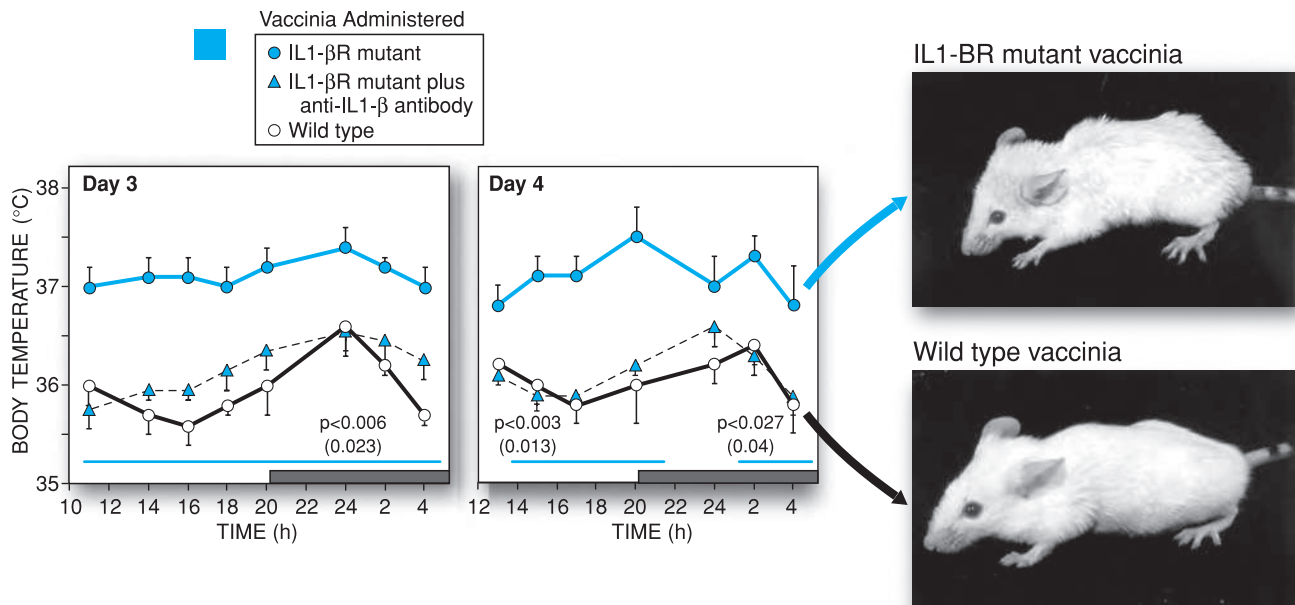 Vaccinia Administered
IL1-βR mutant
IL1-βR mutant plus
anti-IL1-β antibody
Wild type
IL1-BR mutant vaccinia
Wild type vaccinia
BODY TEMPERATURE (°C)
38
37
36
35
Day 3
p<0.006
(0.023)
10 12 14 16 18 20 22 24 2 4
TIME (h)
Day 4
p<0.003
(0.013)
p<0.027
(0.04)
12 14 16 18 20 22 24 2 4
TIME (h)